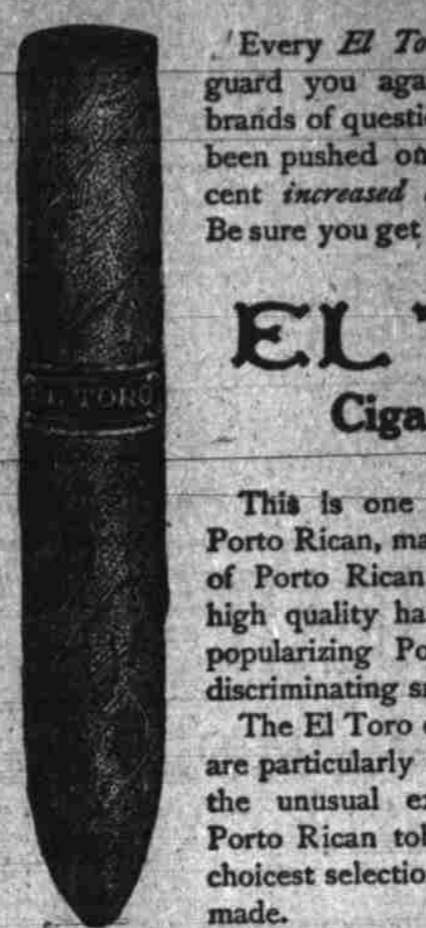 EL TORO
Every El To
guard you aga
brands of questi
been pushed on
cent increased
Be sure you get
EL
Ciga
This is one
Porto Rican, ma
of Porto Rican
high quality ha
popularizing Po
discriminating s
The El Toro
are particularly
the unusual ex
Porto Rican tol
choicest selectio
made.